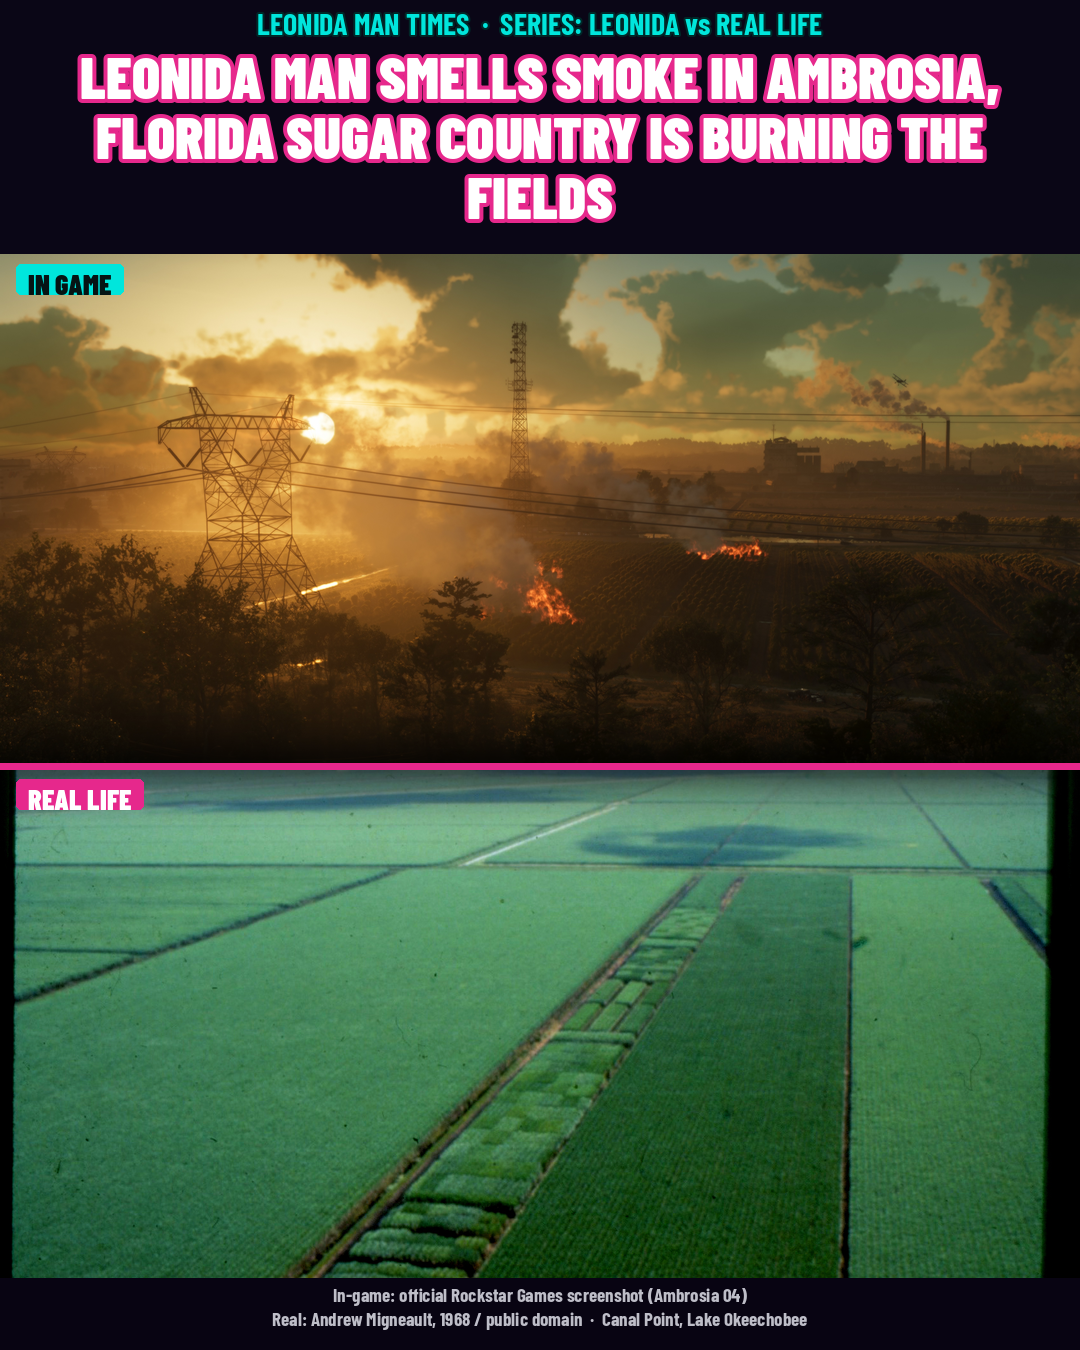 LEONIDA MAN TIMES · SERIES: LEONIDA vs REAL LIFE
LEONIDA MAN SMELLS SMOKE IN AMBROSIA,
FLORIDA SUGAR COUNTRY IS BURNING THE
FIELDS
IN GAME
REAL LIFE
In-game: official Rockstar Games screenshot (Ambrosia 04)
Real: Andrew Migneault, 1968 / public domain · Canal Point, Lake Okeechobee